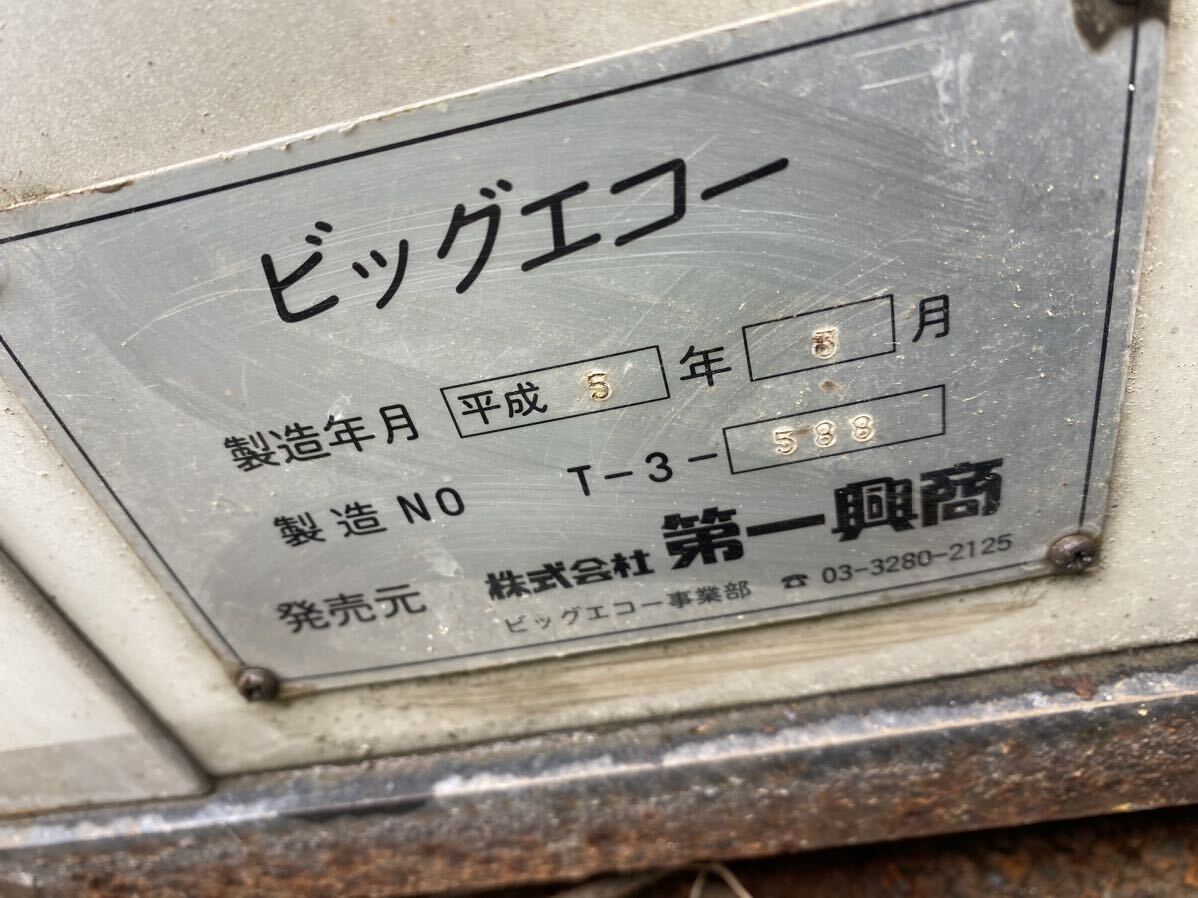 ビッグエコー
製造年月 平成 5 年 3 月
製造NO T-3-588
発売元 株式会社 第一興商
ビッグエコー事業部 ☎ 03-3280-2125